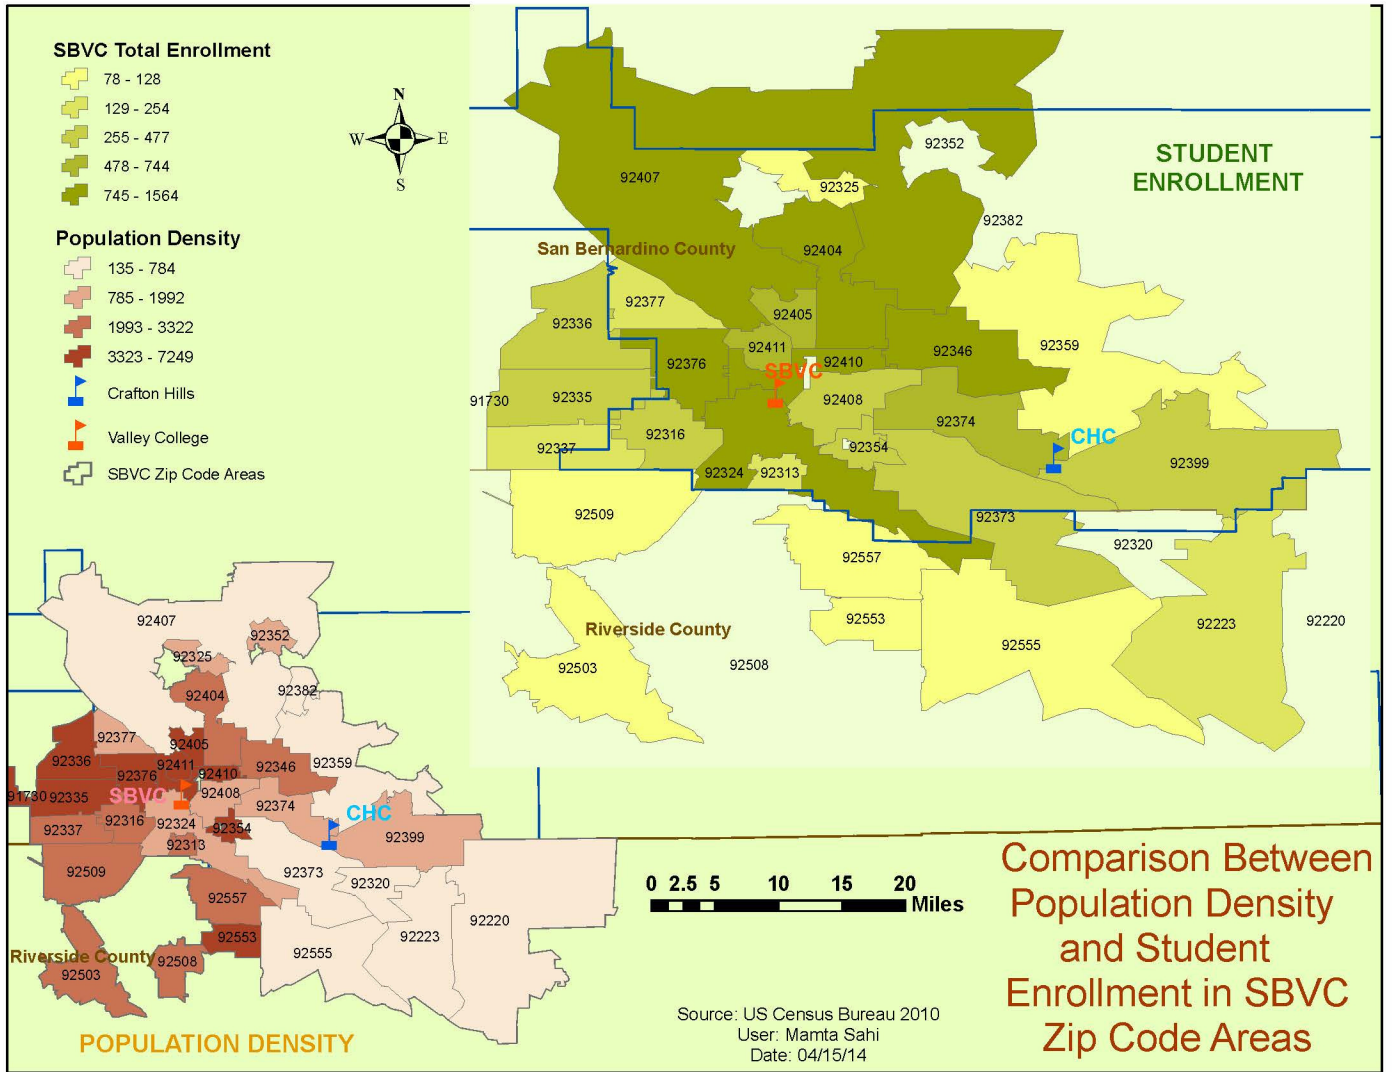 SBVC Total Enrollment
78 - 128
129 - 254
255 - 477
478 - 744
745 - 1564
Population Density
135 - 784
785 - 1992
1993 - 3322
3323 - 7249
Crafton Hills
Valley College
SBVC Zip Code Areas
N
W
E
S
STUDENT
ENROLLMENT
92352
92407
92325
92382
92404
San Bernardino County
92377
92336
92405
92411
92376
92410
92346
92359
SBVC
91730
92335
92408
92374
92316
92337
92354
CHC
92399
92324
92313
92509
92373
92320
92557
92553
92555
92223
92220
Riverside County
92503
92508
92407
92352
92325
92404
92382
92377
92405
92336
92411
92376
92410
92346
92359
91730
92335
SBVC
92408
92374
CHC
92316
92324
92337
92354
92399
92313
92509
92373
92320
92557
92220
92553
92223
92555
Riverside County
92508
92503
POPULATION DENSITY
0 2.5 5 10 15 20
Miles
Source: US Census Bureau 2010
User: Mamta Sahi
Date: 04/15/14
Comparison Between
Population Density
and Student
Enrollment in SBVC
Zip Code Areas